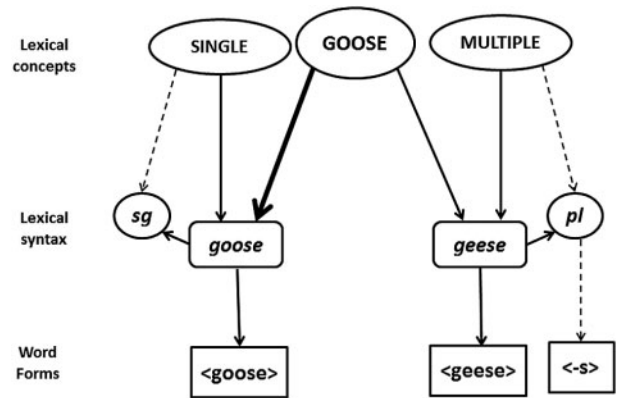 Lexical
concepts
SINGLE
GOOSE
MULTIPLE
Lexical
syntax
sg
goose
geese
pl
Word
Forms
<goose>
<geese>
<-s>